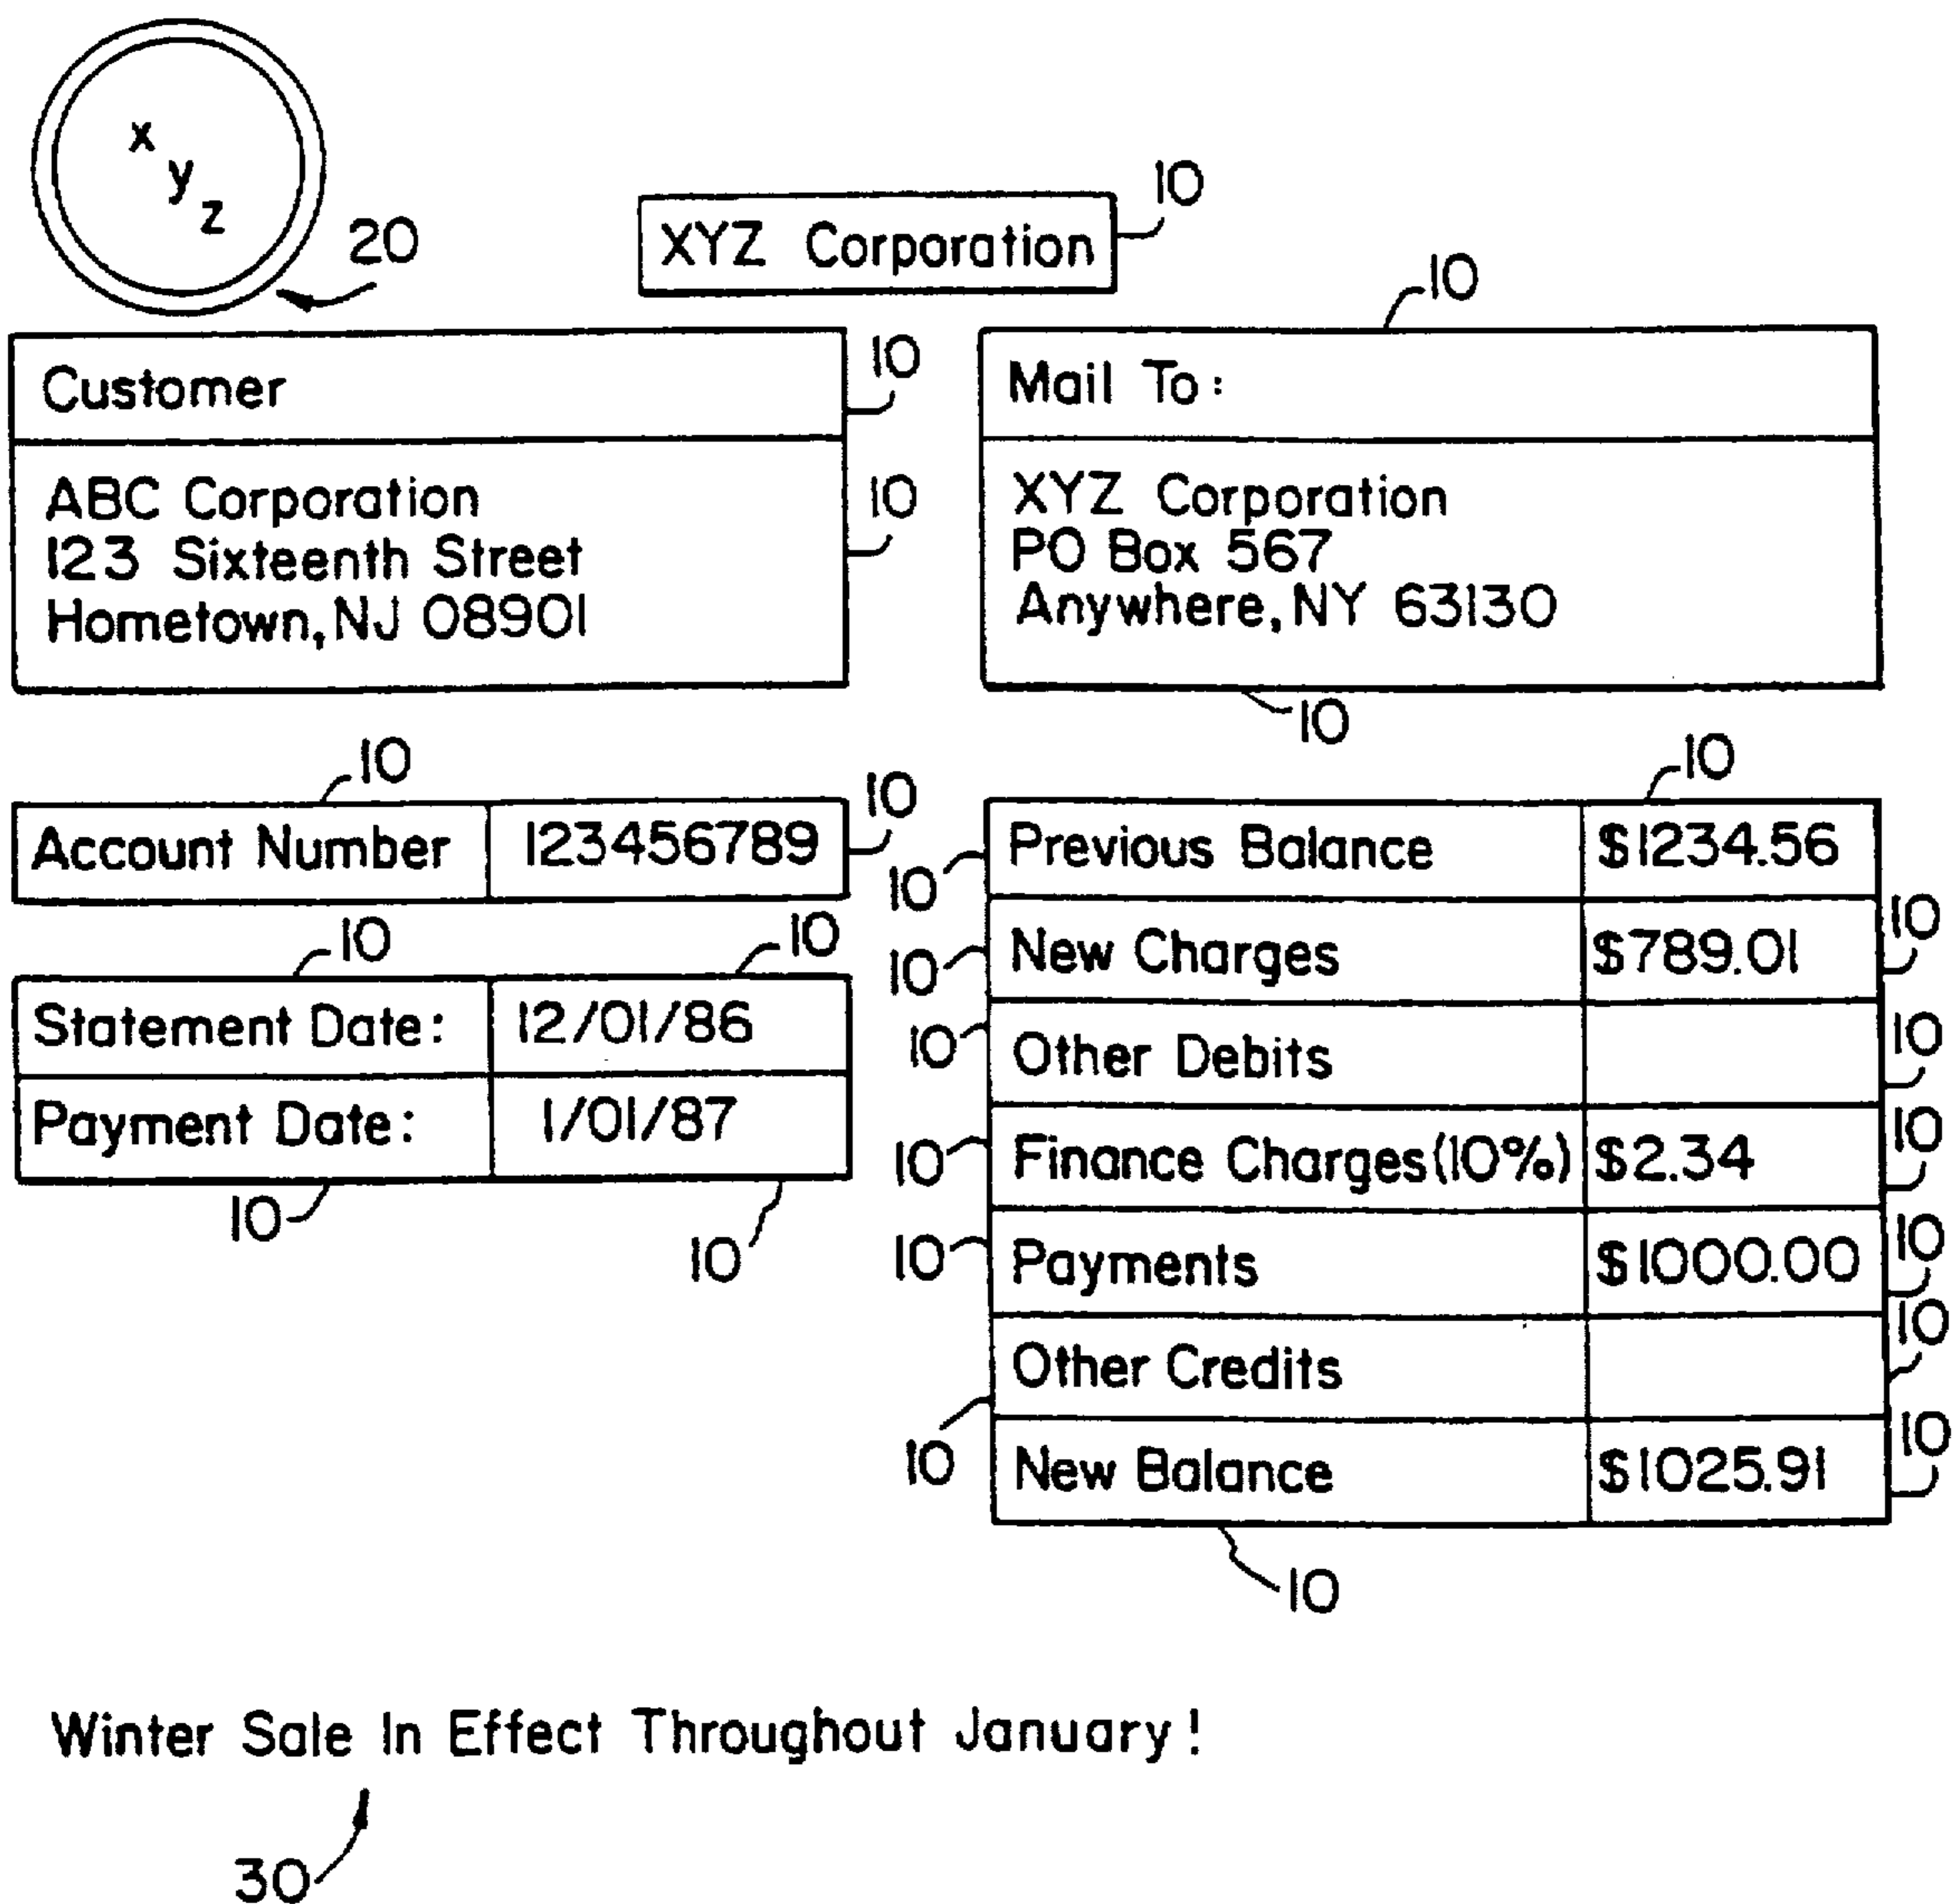 x
y
z
20
XYZ Corporation
10
10
Customer
10
ABC Corporation
123 Sixteenth Street
Hometown, NJ 08901
10
Mail To:
XYZ Corporation
PO Box 567
Anywhere, NY 63130
10
10
10
Account Number 123456789
10
10
Statement Date: 12/01/86
Payment Date: 1/01/87
10
10
10
10 Previous Balance $1234.56
10 New Charges $789.01 10
10 Other Debits 10
10 Finance Charges (10%) $2.34 10
10 Payments $1000.00 10
10 Other Credits 10
New Balance $1025.91 10
10
Winter Sale In Effect Throughout January!
30